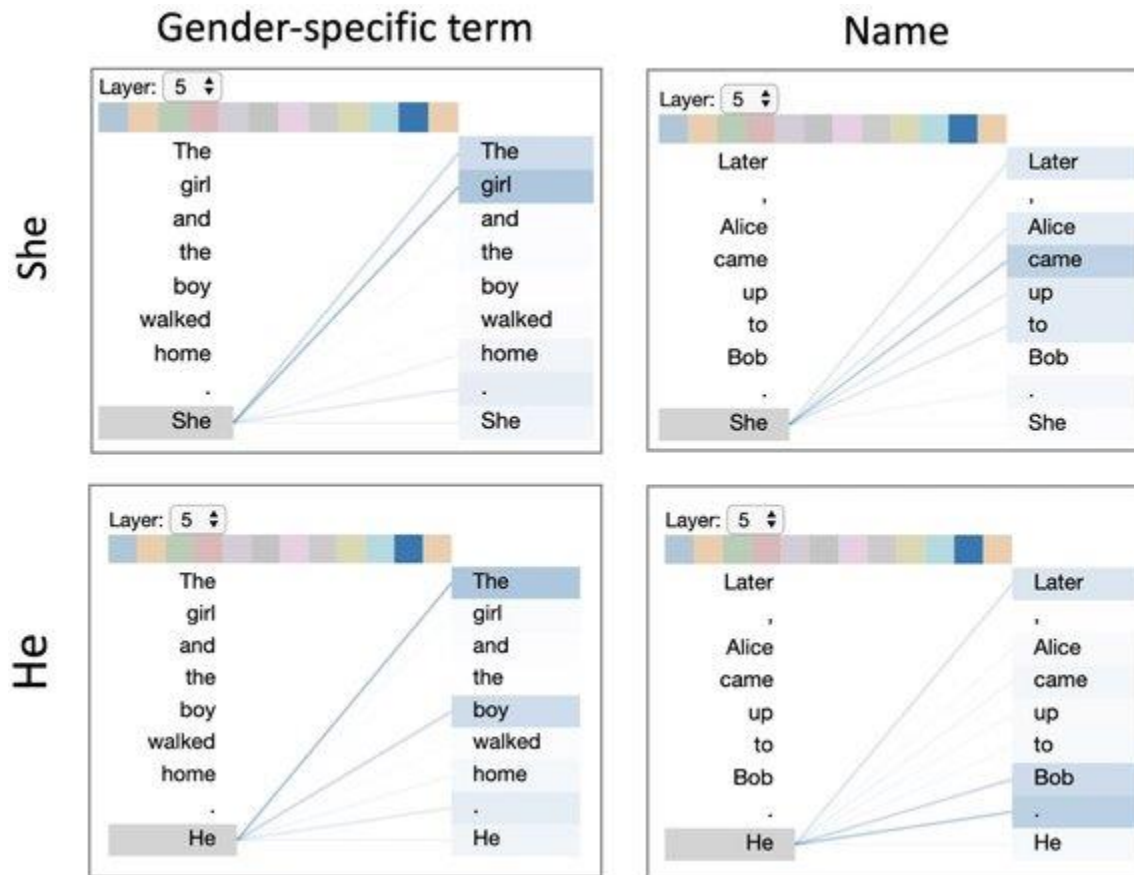 Gender-specific term
Name
She
Layer: 5
The The
girl girl
and and
the the
boy boy
walked walked
home home
. .
She She
Layer: 5
Later Later
, ,
Alice Alice
came came
up up
to to
Bob Bob
. .
She She
He
Layer: 5
The The
girl girl
and and
the the
boy boy
walked walked
home home
. .
He He
Layer: 5
Later Later
, ,
Alice Alice
came came
up up
to to
Bob Bob
. .
He He